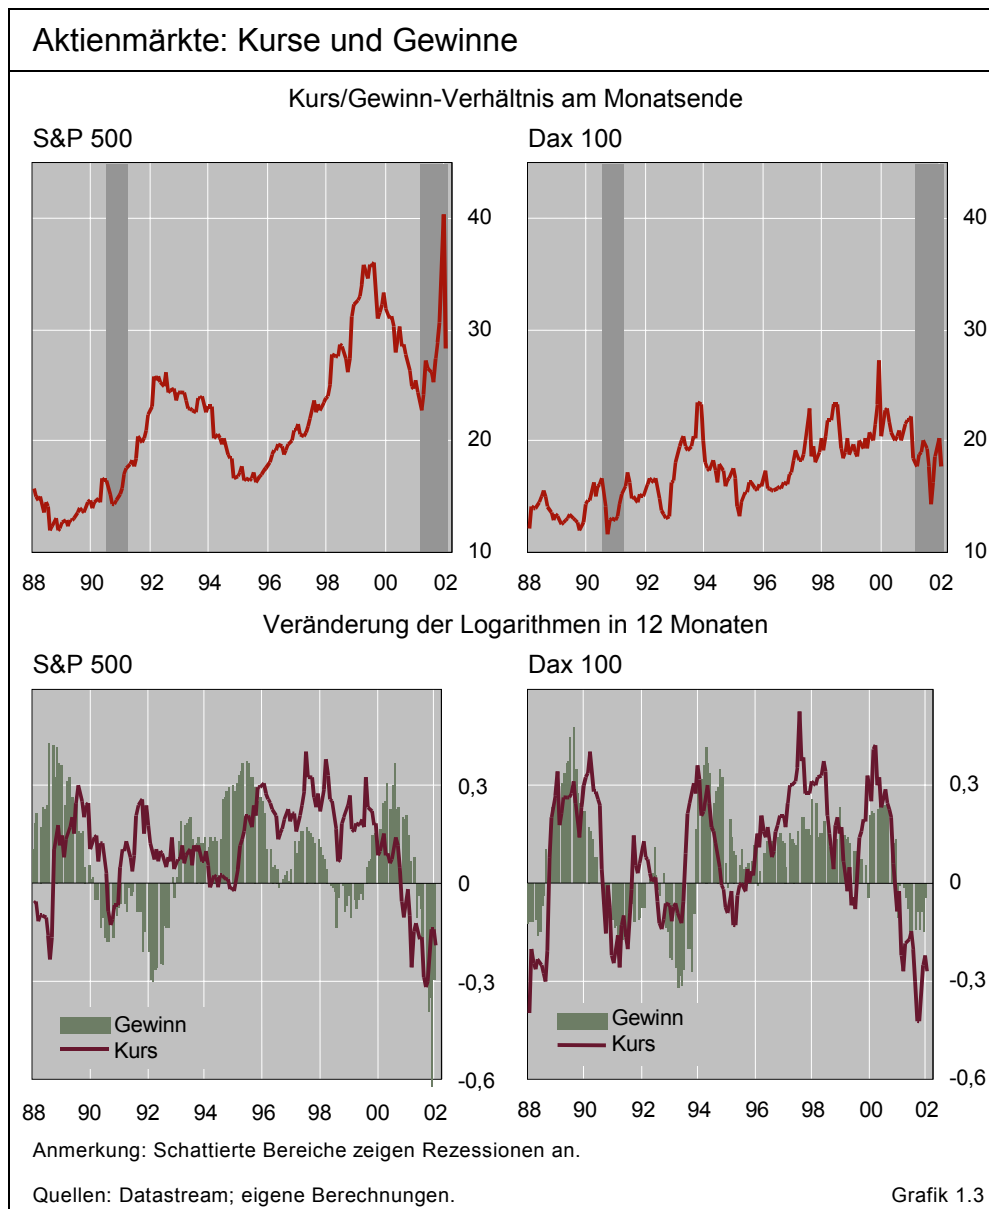 Aktienmärkte: Kurse und Gewinne
Kurs/Gewinn-Verhältnis am Monatsende
S&P 500
Dax 100
40
40
30
30
20
20
10
10
88 90 92 94 96 98 00 02
88 90 92 94 96 98 00 02
Veränderung der Logarithmen in 12 Monaten
S&P 500
Dax 100
0,3
0,3
0
0
-0,3
-0,3
Gewinn
Kurs
Gewinn
Kurs
-0,6
-0,6
88 90 92 94 96 98 00 02
88 90 92 94 96 98 00 02
Anmerkung: Schattierte Bereiche zeigen Rezessionen an.
Quellen: Datastream; eigene Berechnungen.
Grafik 1.3